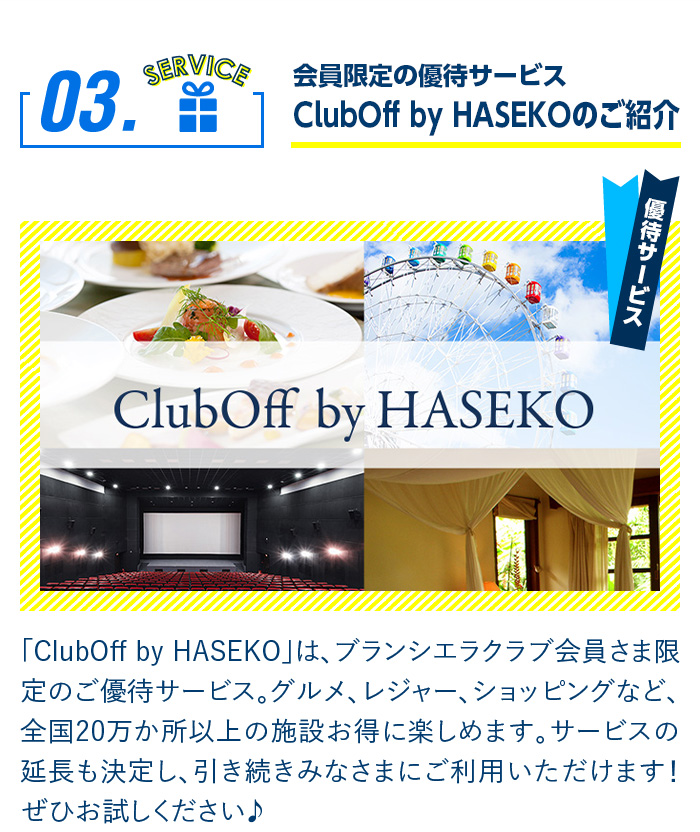 03.
SERVICE
会員限定の優待サービス
ClubOff by HASEKOのご紹介
優待サービス
ClubOff by HASEKO
「ClubOff by HASEKO」は、ブランシエラクラブ会員さま限
定のご優待サービス。グルメ、レジャー、ショッピングなど、
全国20万か所以上の施設お得に楽しめます。サービスの
延長も決定し、引き続きみなさまにご利用いただけます！
ぜひお試しください♪